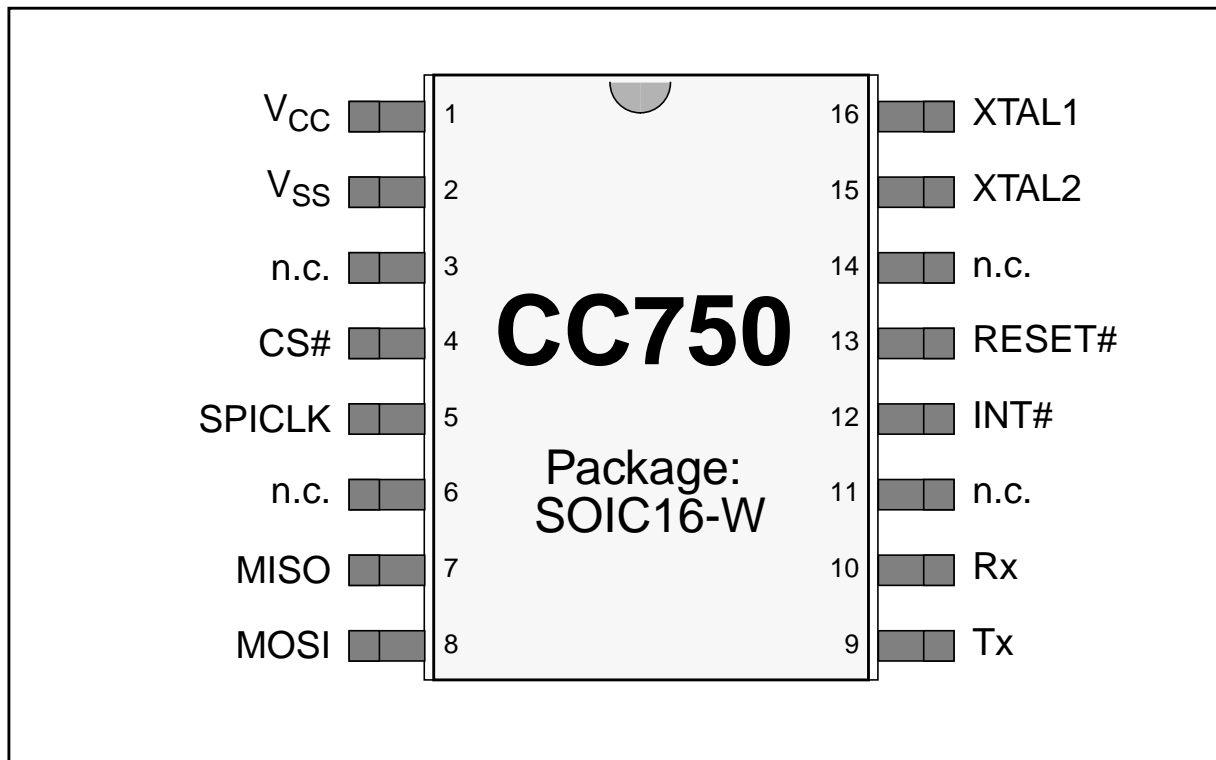 V_CC 1 16 XTAL1
V_SS 2 15 XTAL2
n.c. 3 14 n.c.
CS# 4 CC750 13 RESET#
SPICLK 5 12 INT#
Package:
SOIC16-W
n.c. 6 11 n.c.
MISO 7 10 Rx
MOSI 8 9 Tx